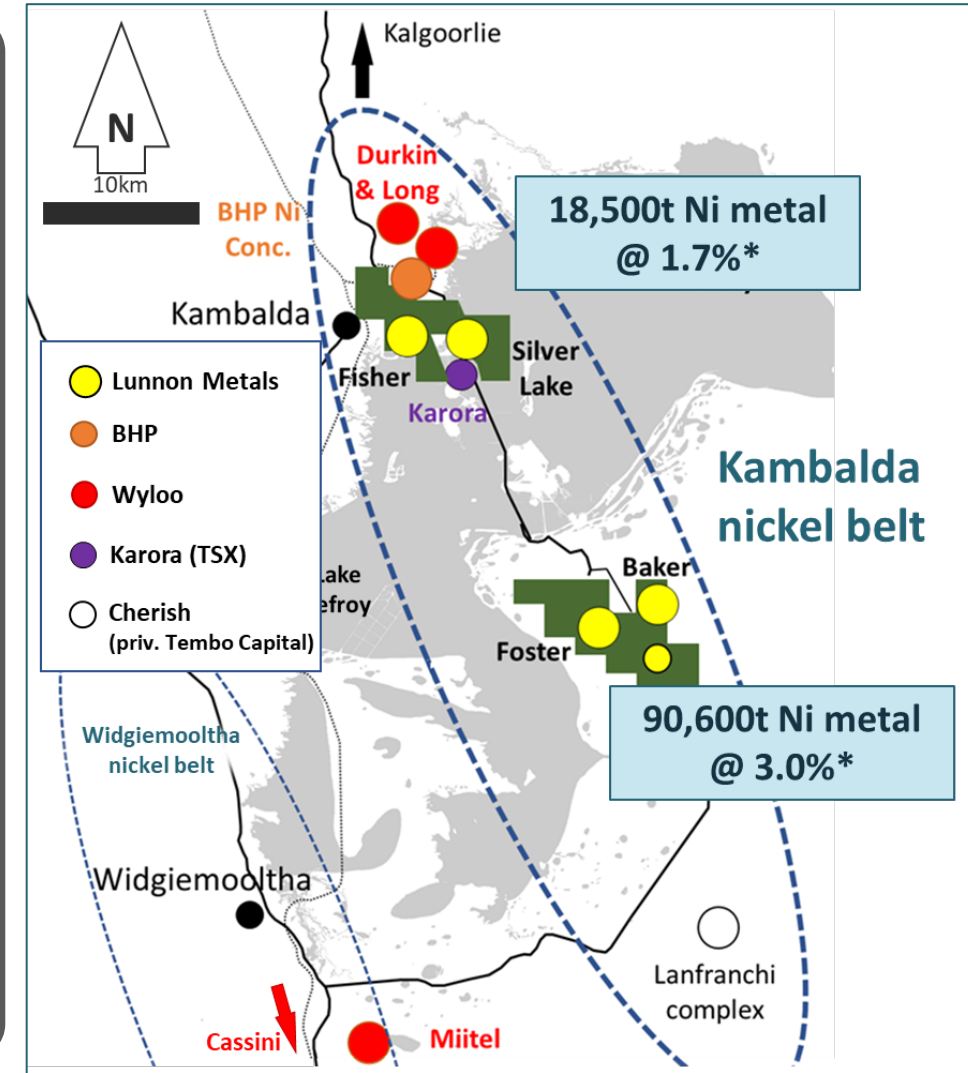 Kalgoorlie
N
10km
Durkin
& Long
BHP Ni
Conc.
18,500t Ni metal
@ 1.7%*
Kambalda
Fisher
Silver
Lake
Karora
Lunnon Metals
BHP
Wyloo
Karora (TSX)
Cherish
(priv. Tembo Capital)
Kambalda
nickel belt
Lake
efroy
Baker
Foster
90,600t Ni metal
@ 3.0%*
Widgiemooltha
nickel belt
Widgiemooltha
Lanfranchi
complex
Cassini
Miitel